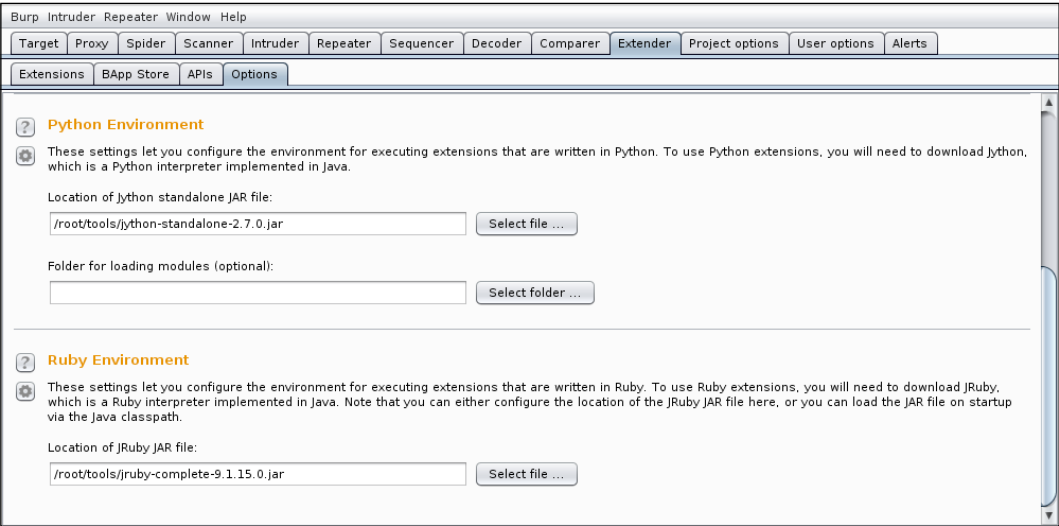 Burp Intruder Repeater Window Help
Target Proxy Spider Scanner Intruder Repeater Sequencer Decoder Comparer Extender Project options User options Alerts
Extensions BApp Store APIs Options
? Python Environment
These settings let you configure the environment for executing extensions that are written in Python. To use Python extensions, you will need to download Jython,
which is a Python interpreter implemented in Java.
Location of Jython standalone JAR file:
/root/tools/jython-standalone-2.7.0.jar Select file ...
Folder for loading modules (optional):
Select folder ...
? Ruby Environment
These settings let you configure the environment for executing extensions that are written in Ruby. To use Ruby extensions, you will need to download JRuby,
which is a Ruby interpreter implemented in Java. Note that you can either configure the location of the JRuby JAR file here, or you can load the JAR file on startup
via the Java classpath.
Location of JRuby JAR file:
/root/tools/jruby-complete-9.1.15.0.jar Select file ...